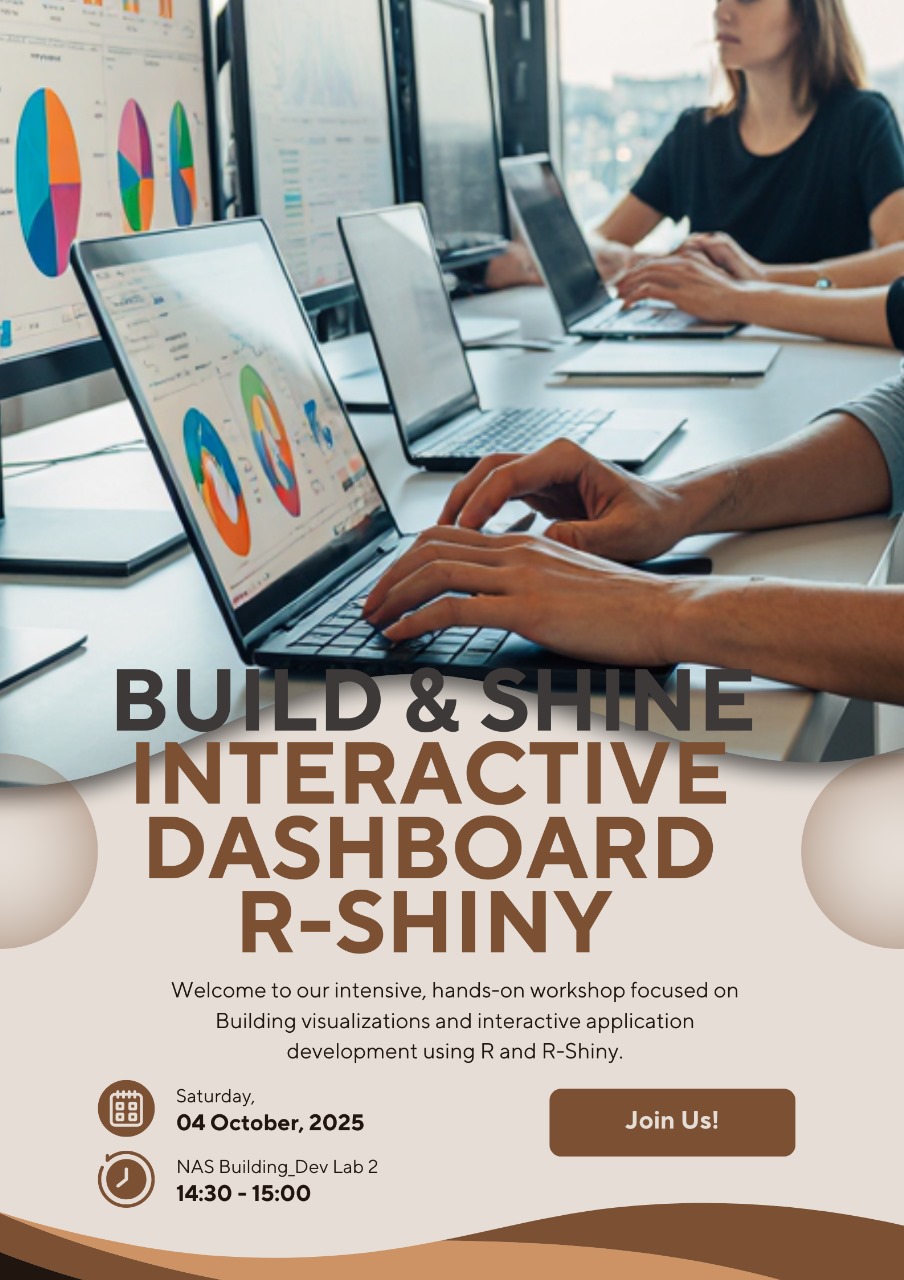 BUILD & SHINE
INTERACTIVE
DASHBOARD
R-SHINY
Welcome to our intensive, hands-on workshop focused on
Building visualizations and interactive application
development using R and R-Shiny.
Saturday,
04 October, 2025
Join Us!
NAS Building_Dev Lab 2
14:30 - 15:00